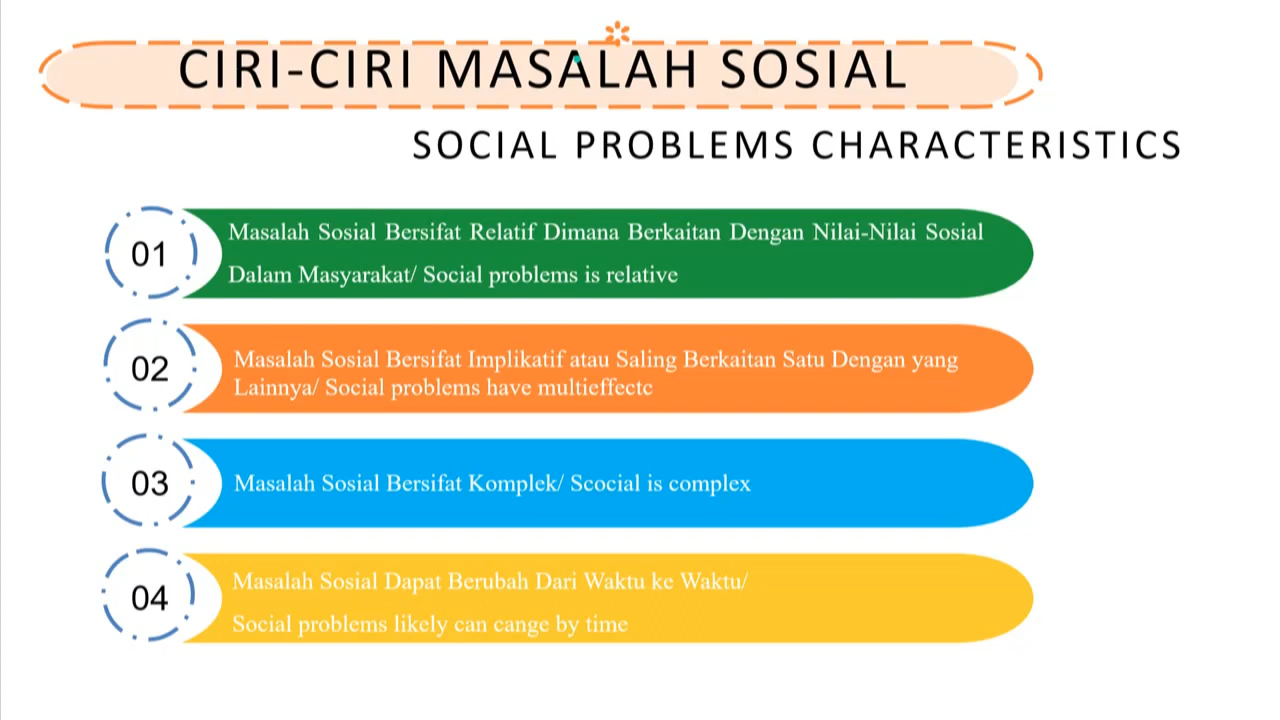 CIRI-CIRI MASALAH SOSIAL
SOCIAL PROBLEMS CHARACTERISTICS
01
Masalah Sosial Bersifat Relatif Dimana Berkaitan Dengan Nilai-Nilai Sosial
Dalam Masyarakat/ Social problems is relative
02
Masalah Sosial Bersifat Implikatif atau Saling Berkaitan Satu Dengan yang
Lainnya/ Social problems have multieffectc
03
Masalah Sosial Bersifat Komplek/ Scocial is complex
04
Masalah Sosial Dapat Berubah Dari Waktu ke Waktu/
Social problems likely can cange by time